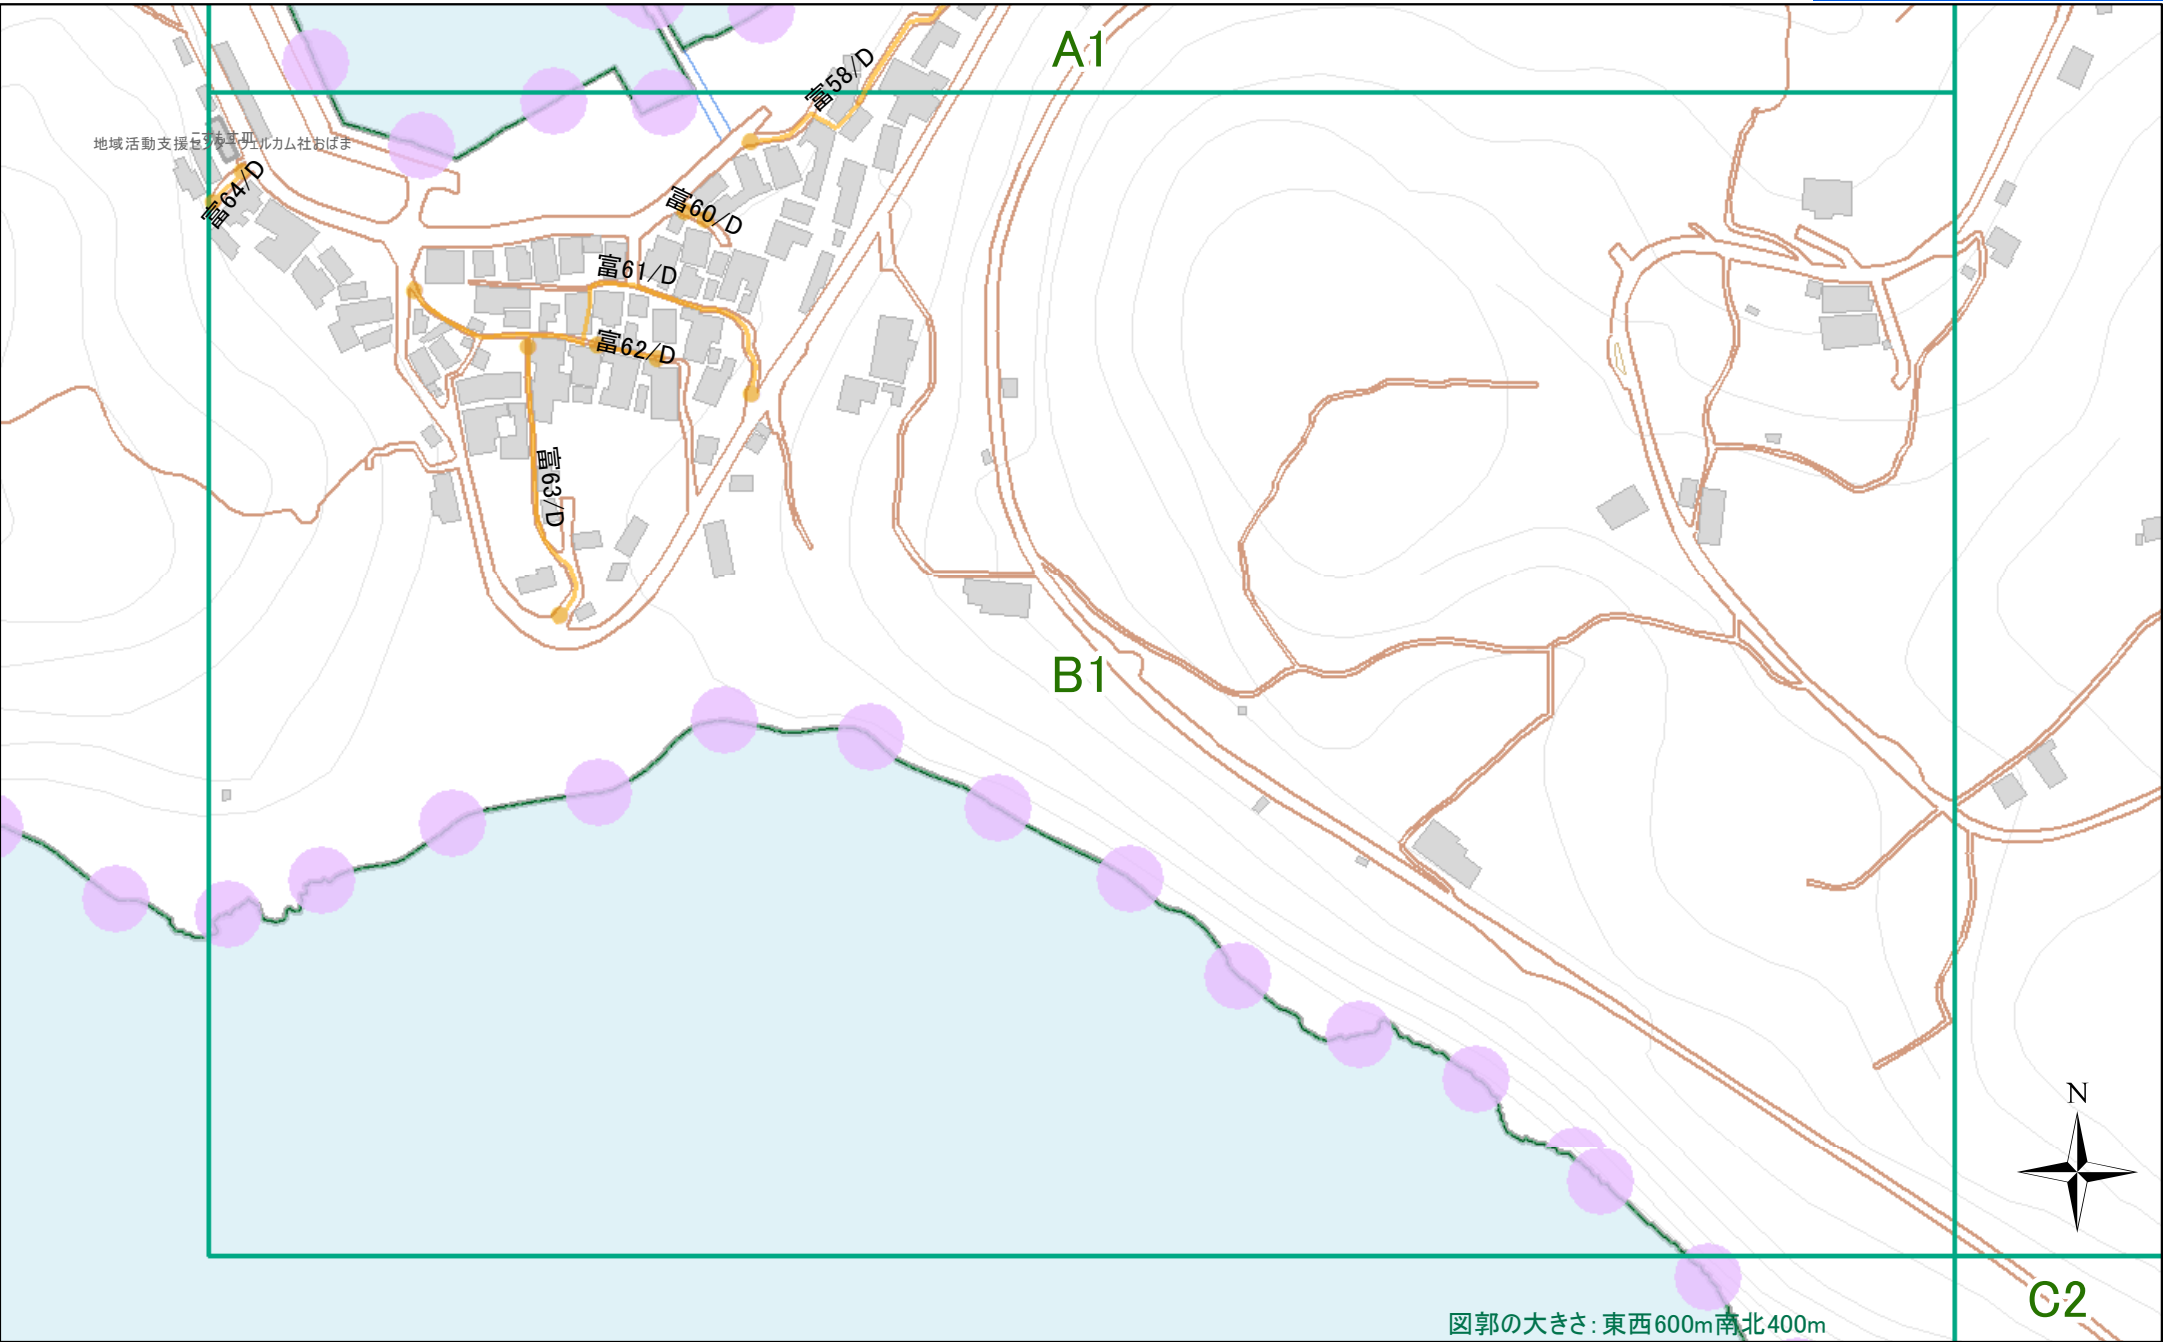 A1
富58/D
地域活動支援センターウェルカム社おばま
富64/D
富60/D
富61/D
富62/D
富63/D
B1
N
C2
図郭の大きさ：東西600m南北400m